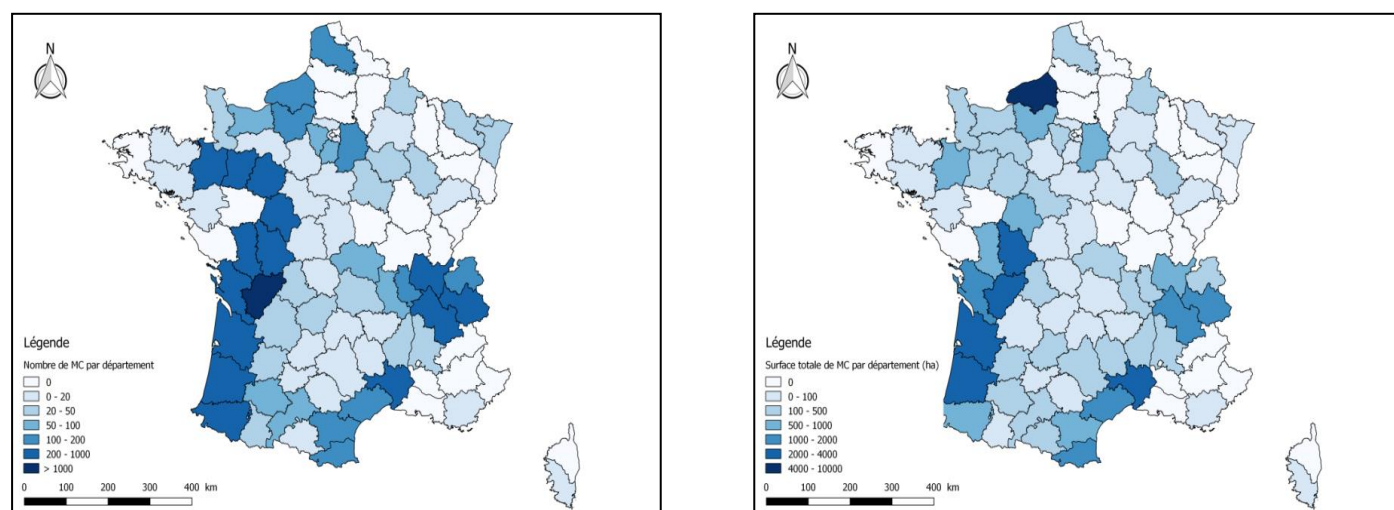 N
Légende
Nombre de MC par département
0
0 - 20
20 - 50
50 - 100
100 - 200
200 - 1000
> 1000
0 100 200 300 400 km
N
Légende
Surface totale de MC par département (ha)
0
0 - 100
100 - 500
500 - 1000
1000 - 2000
2000 - 4000
4000 - 10000
0 100 200 300 400 km